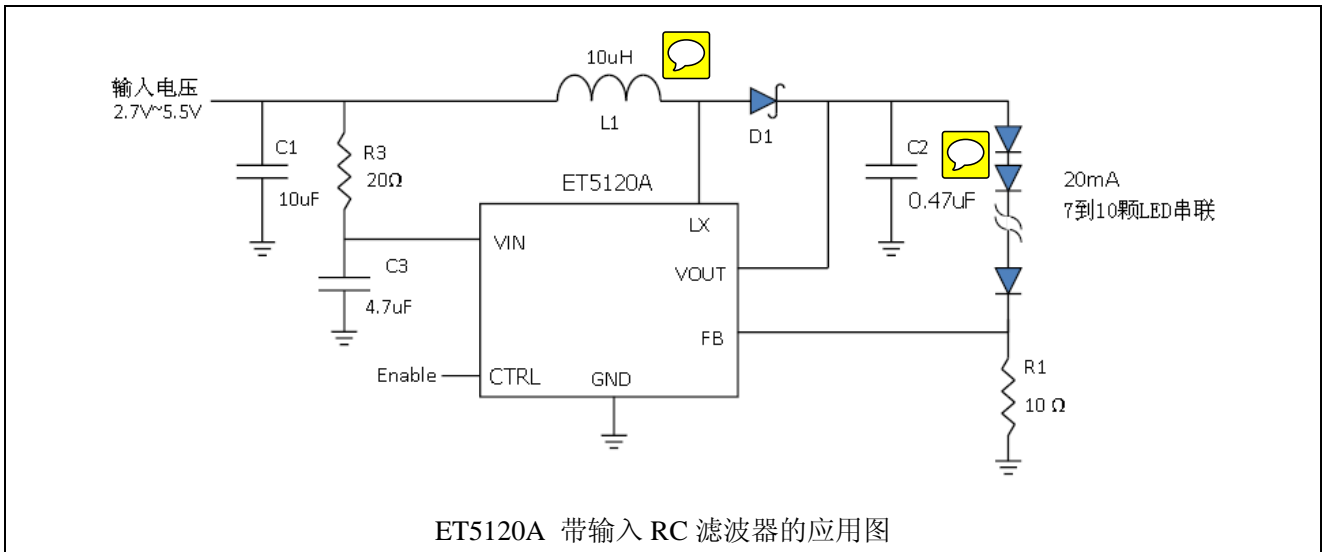 10uH
输入电压
2.7V~5.5V
L1
D1
C1
10uF
R3
20Ω
C2
0.47uF
20mA
7到10颗LED串联
ET5120A
LX
VIN
VOUT
C3
4.7uF
FB
Enable
CTRL
GND
R1
10 Ω
ET5120A 带输入 RC 滤波器的应用图